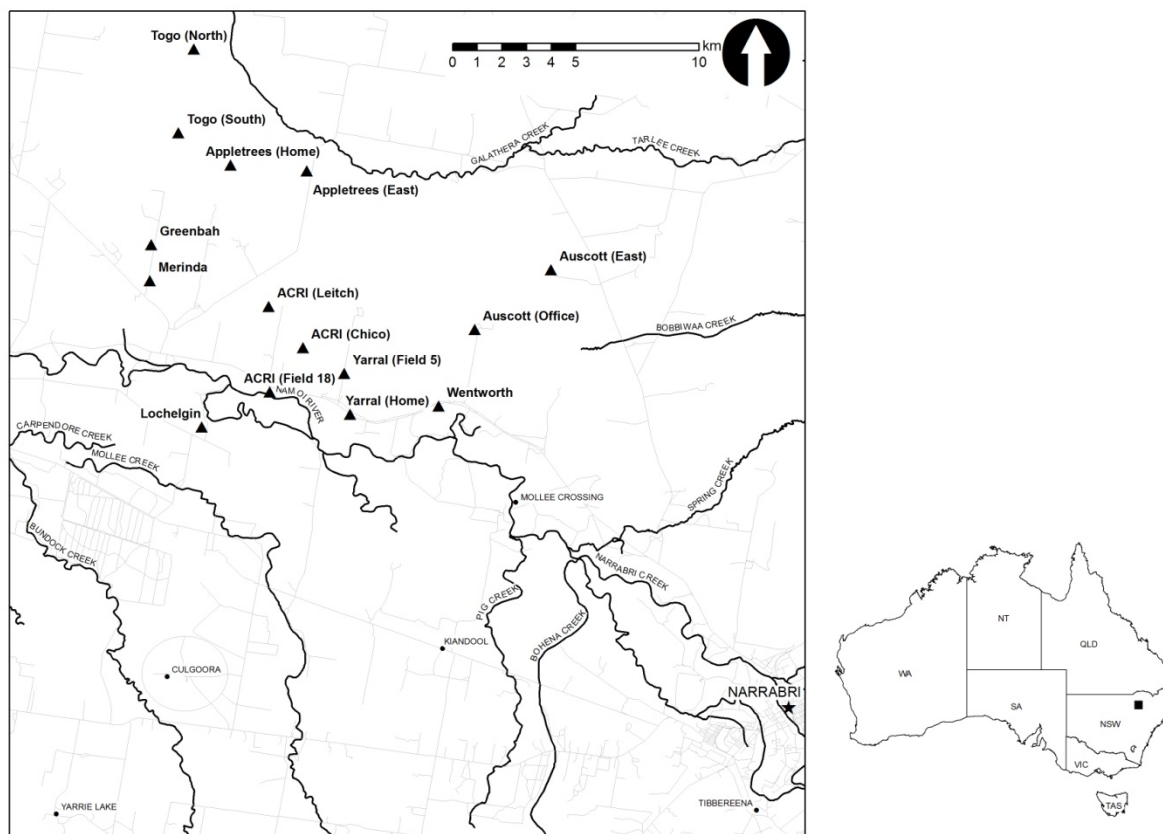 Togo (North)
km
0 1 2 3 4 5 10
Togo (South)
Appletrees (Home)
GALATHERA CREEK
TARLEE CREEK
Appletrees (East)
Greenbah
Merinda
Auscott (East)
ACRI (Leitch)
Auscott (Office)
BOBBIWAA CREEK
ACRI (Chico)
Yarral (Field 5)
ACRI (Field 18)
NAMOI RIVER
Wentworth
Yarral (Home)
Lochelgin
CARPENDORE CREEK
MOLLEE CREEK
SPRING CREEK
MOLLEE CROSSING
BUNDOCK CREEK
NARRABRI CREEK
PIG CREEK
BOHENA CREEK
KIANDOOL
CULGOORA
NARRABRI
YARRIE LAKE
TIBBEREENA
NT
QLD
WA
SA
NSW
VIC
TAS